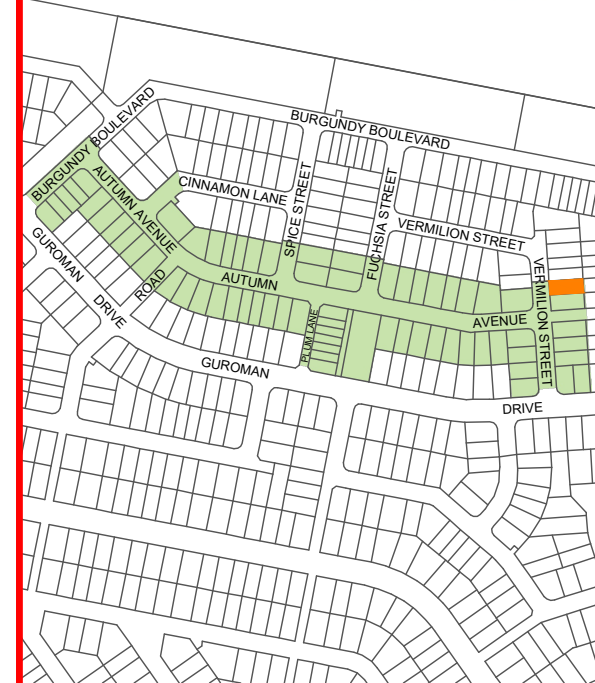 BURGUNDY BOULEVARD
BURGUNDY BOULEVARD
CINNAMON LANE
AUTUMN AVENUE
SPICE STREET
FUCHSIA STREET
VERMILION STREET
GUROMAN
DRIVE
ROAD
AUTUMN
AVENUE
VERMILION STREET
PLUM LANE
GUROMAN
DRIVE